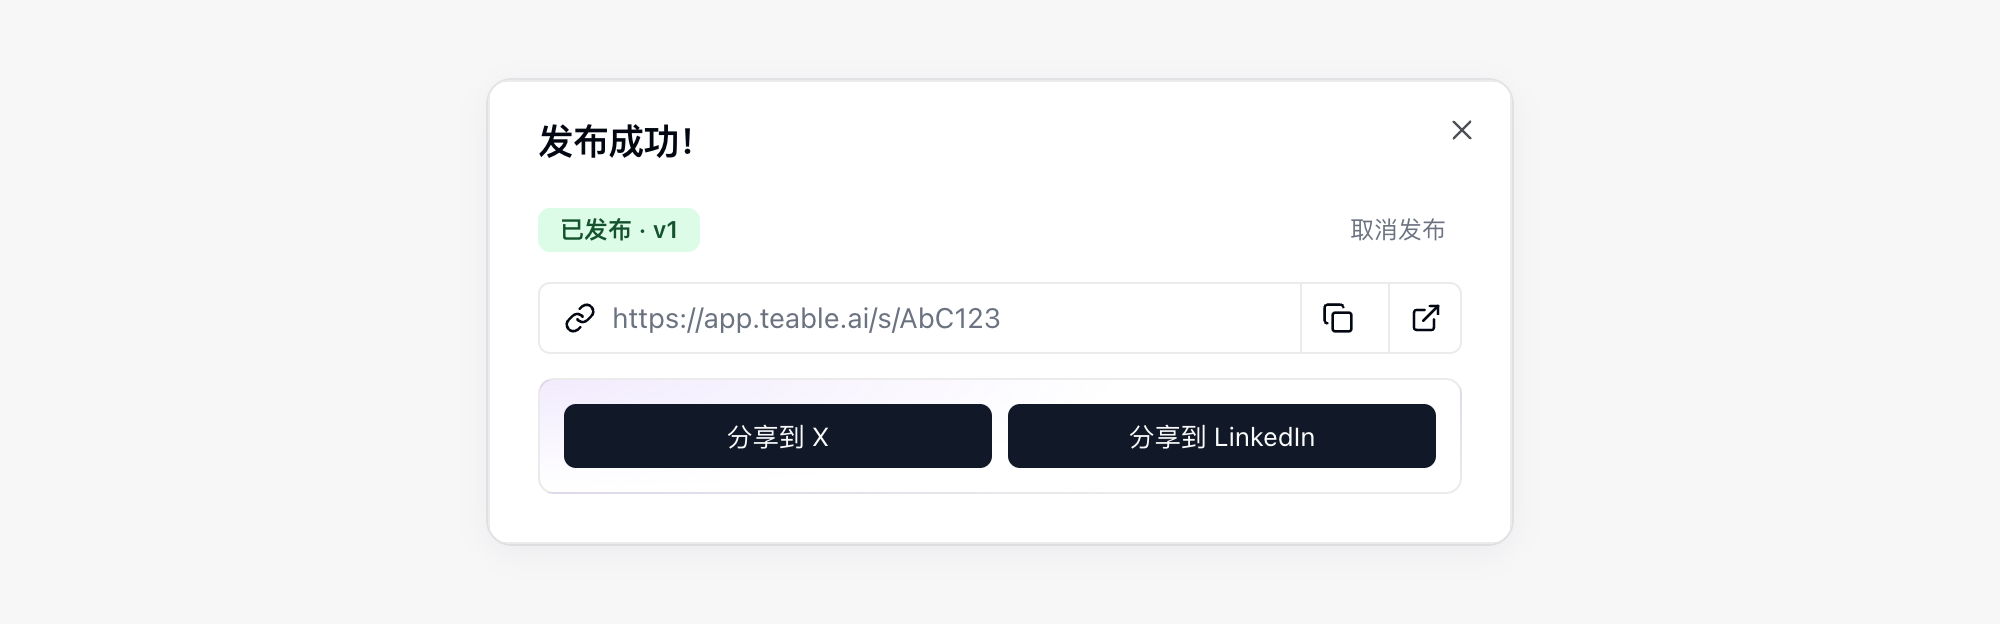 发布成功！
已发布 · v1
取消发布
https://app.teable.ai/s/AbC123
分享到 X
分享到 LinkedIn